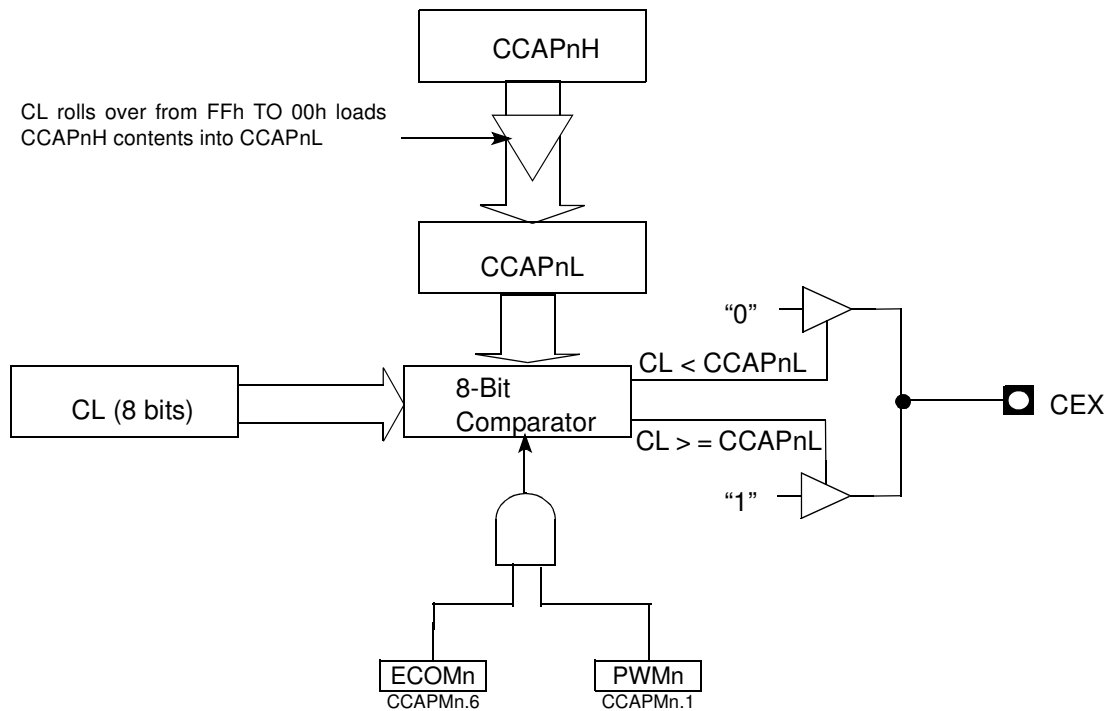 CCAPnH
CL rolls over from FFh TO 00h loads
CCAPnH contents into CCAPnL
CCAPnL
“0”
CL < CCAPnL
CL (8 bits)
8-Bit
Comparator
CEX
CL > = CCAPnL
“1”
ECOMn
CCAPMn.6
PWMn
CCAPMn.1